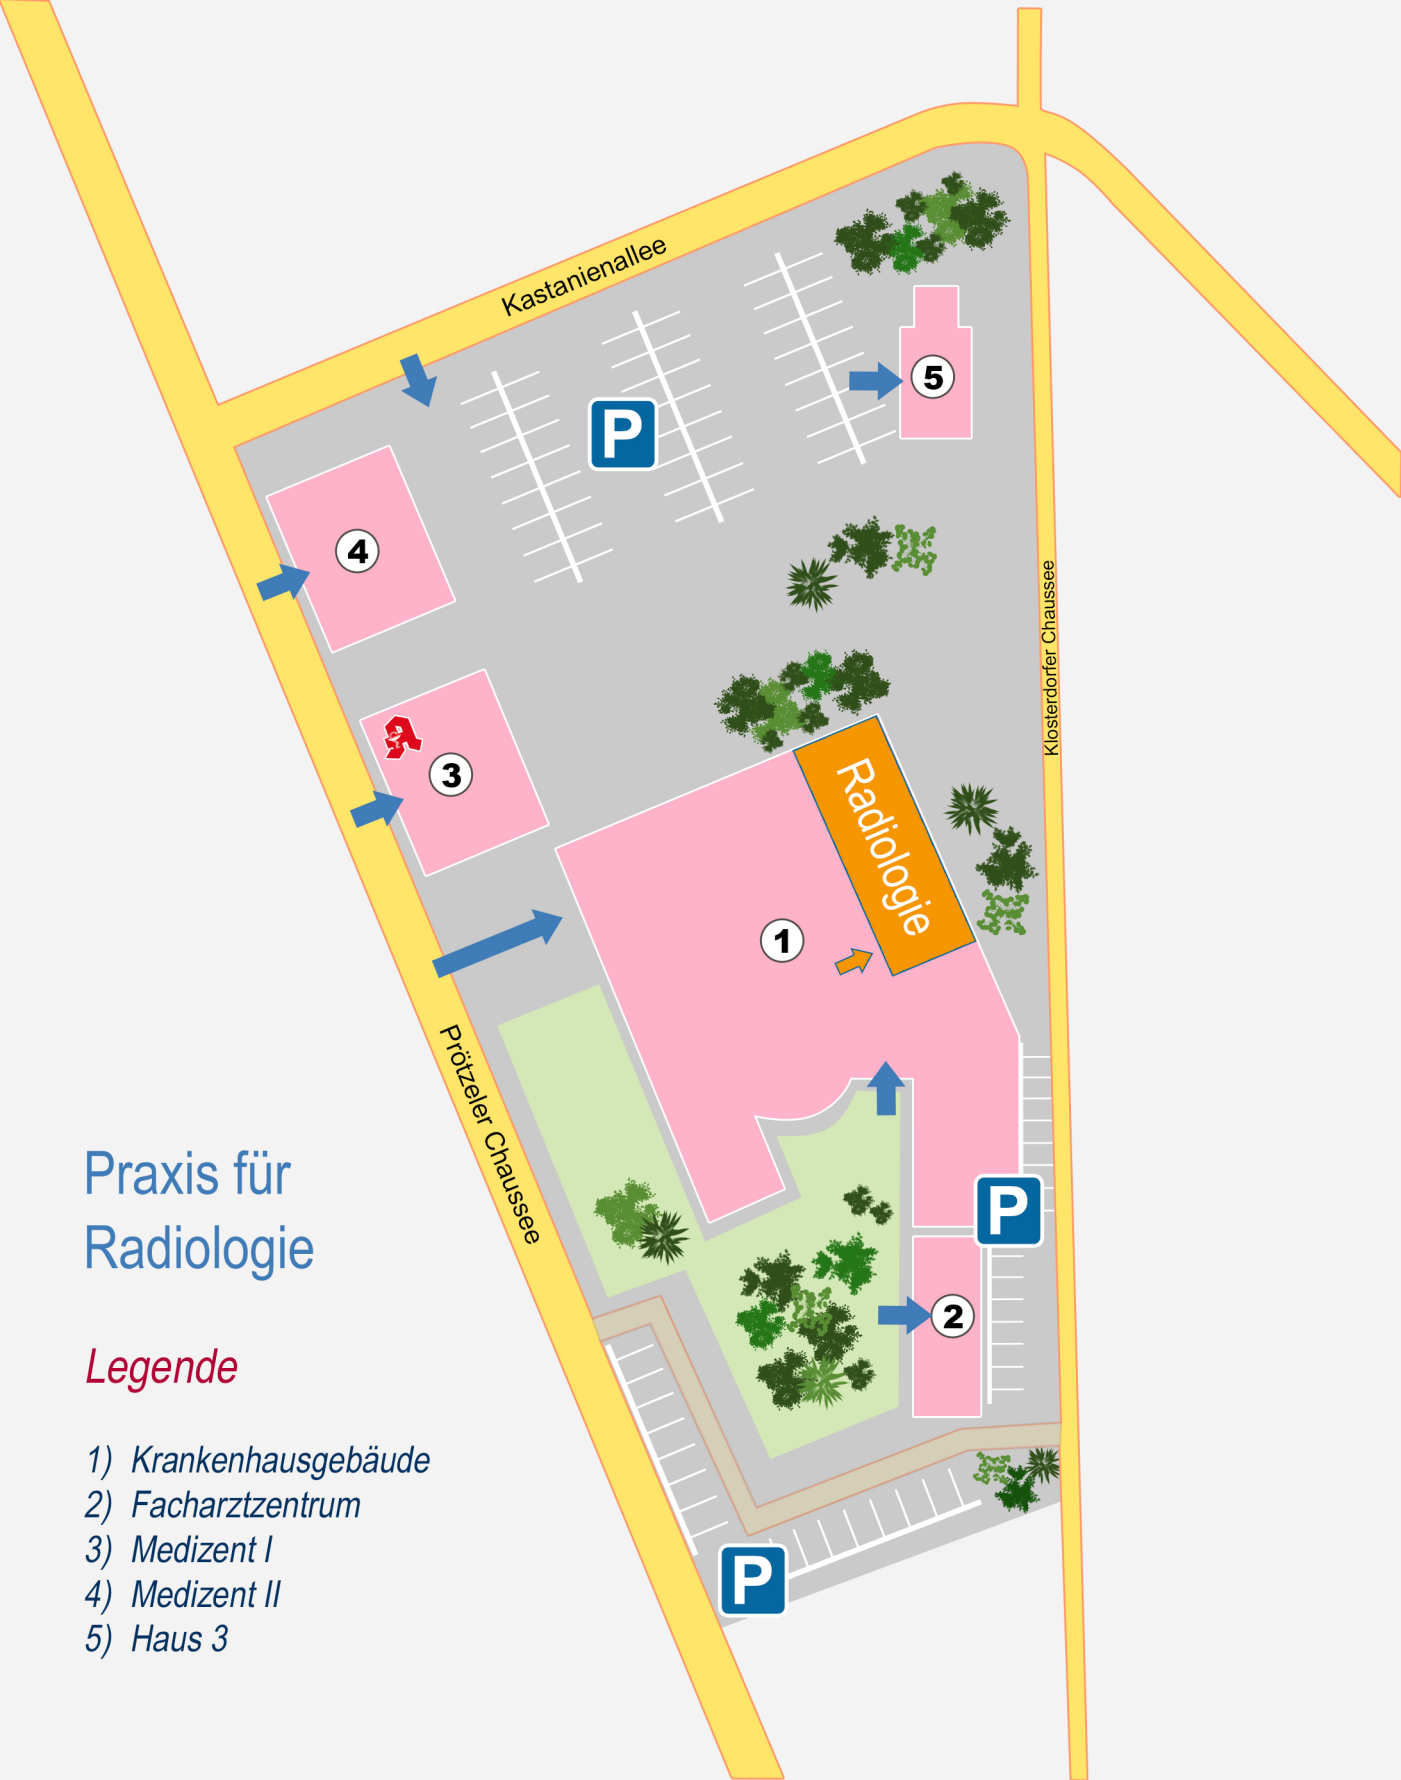 Kastanienallee
P
5
4
Klosterdorfer Chaussee
3
Radiologie
1
Prötzeler Chaussee
Praxis für
Radiologie
P
2
Legende
1) Krankenhausgebäude
2) Facharztzentrum
3) Medizent I
4) Medizent II
5) Haus 3
P